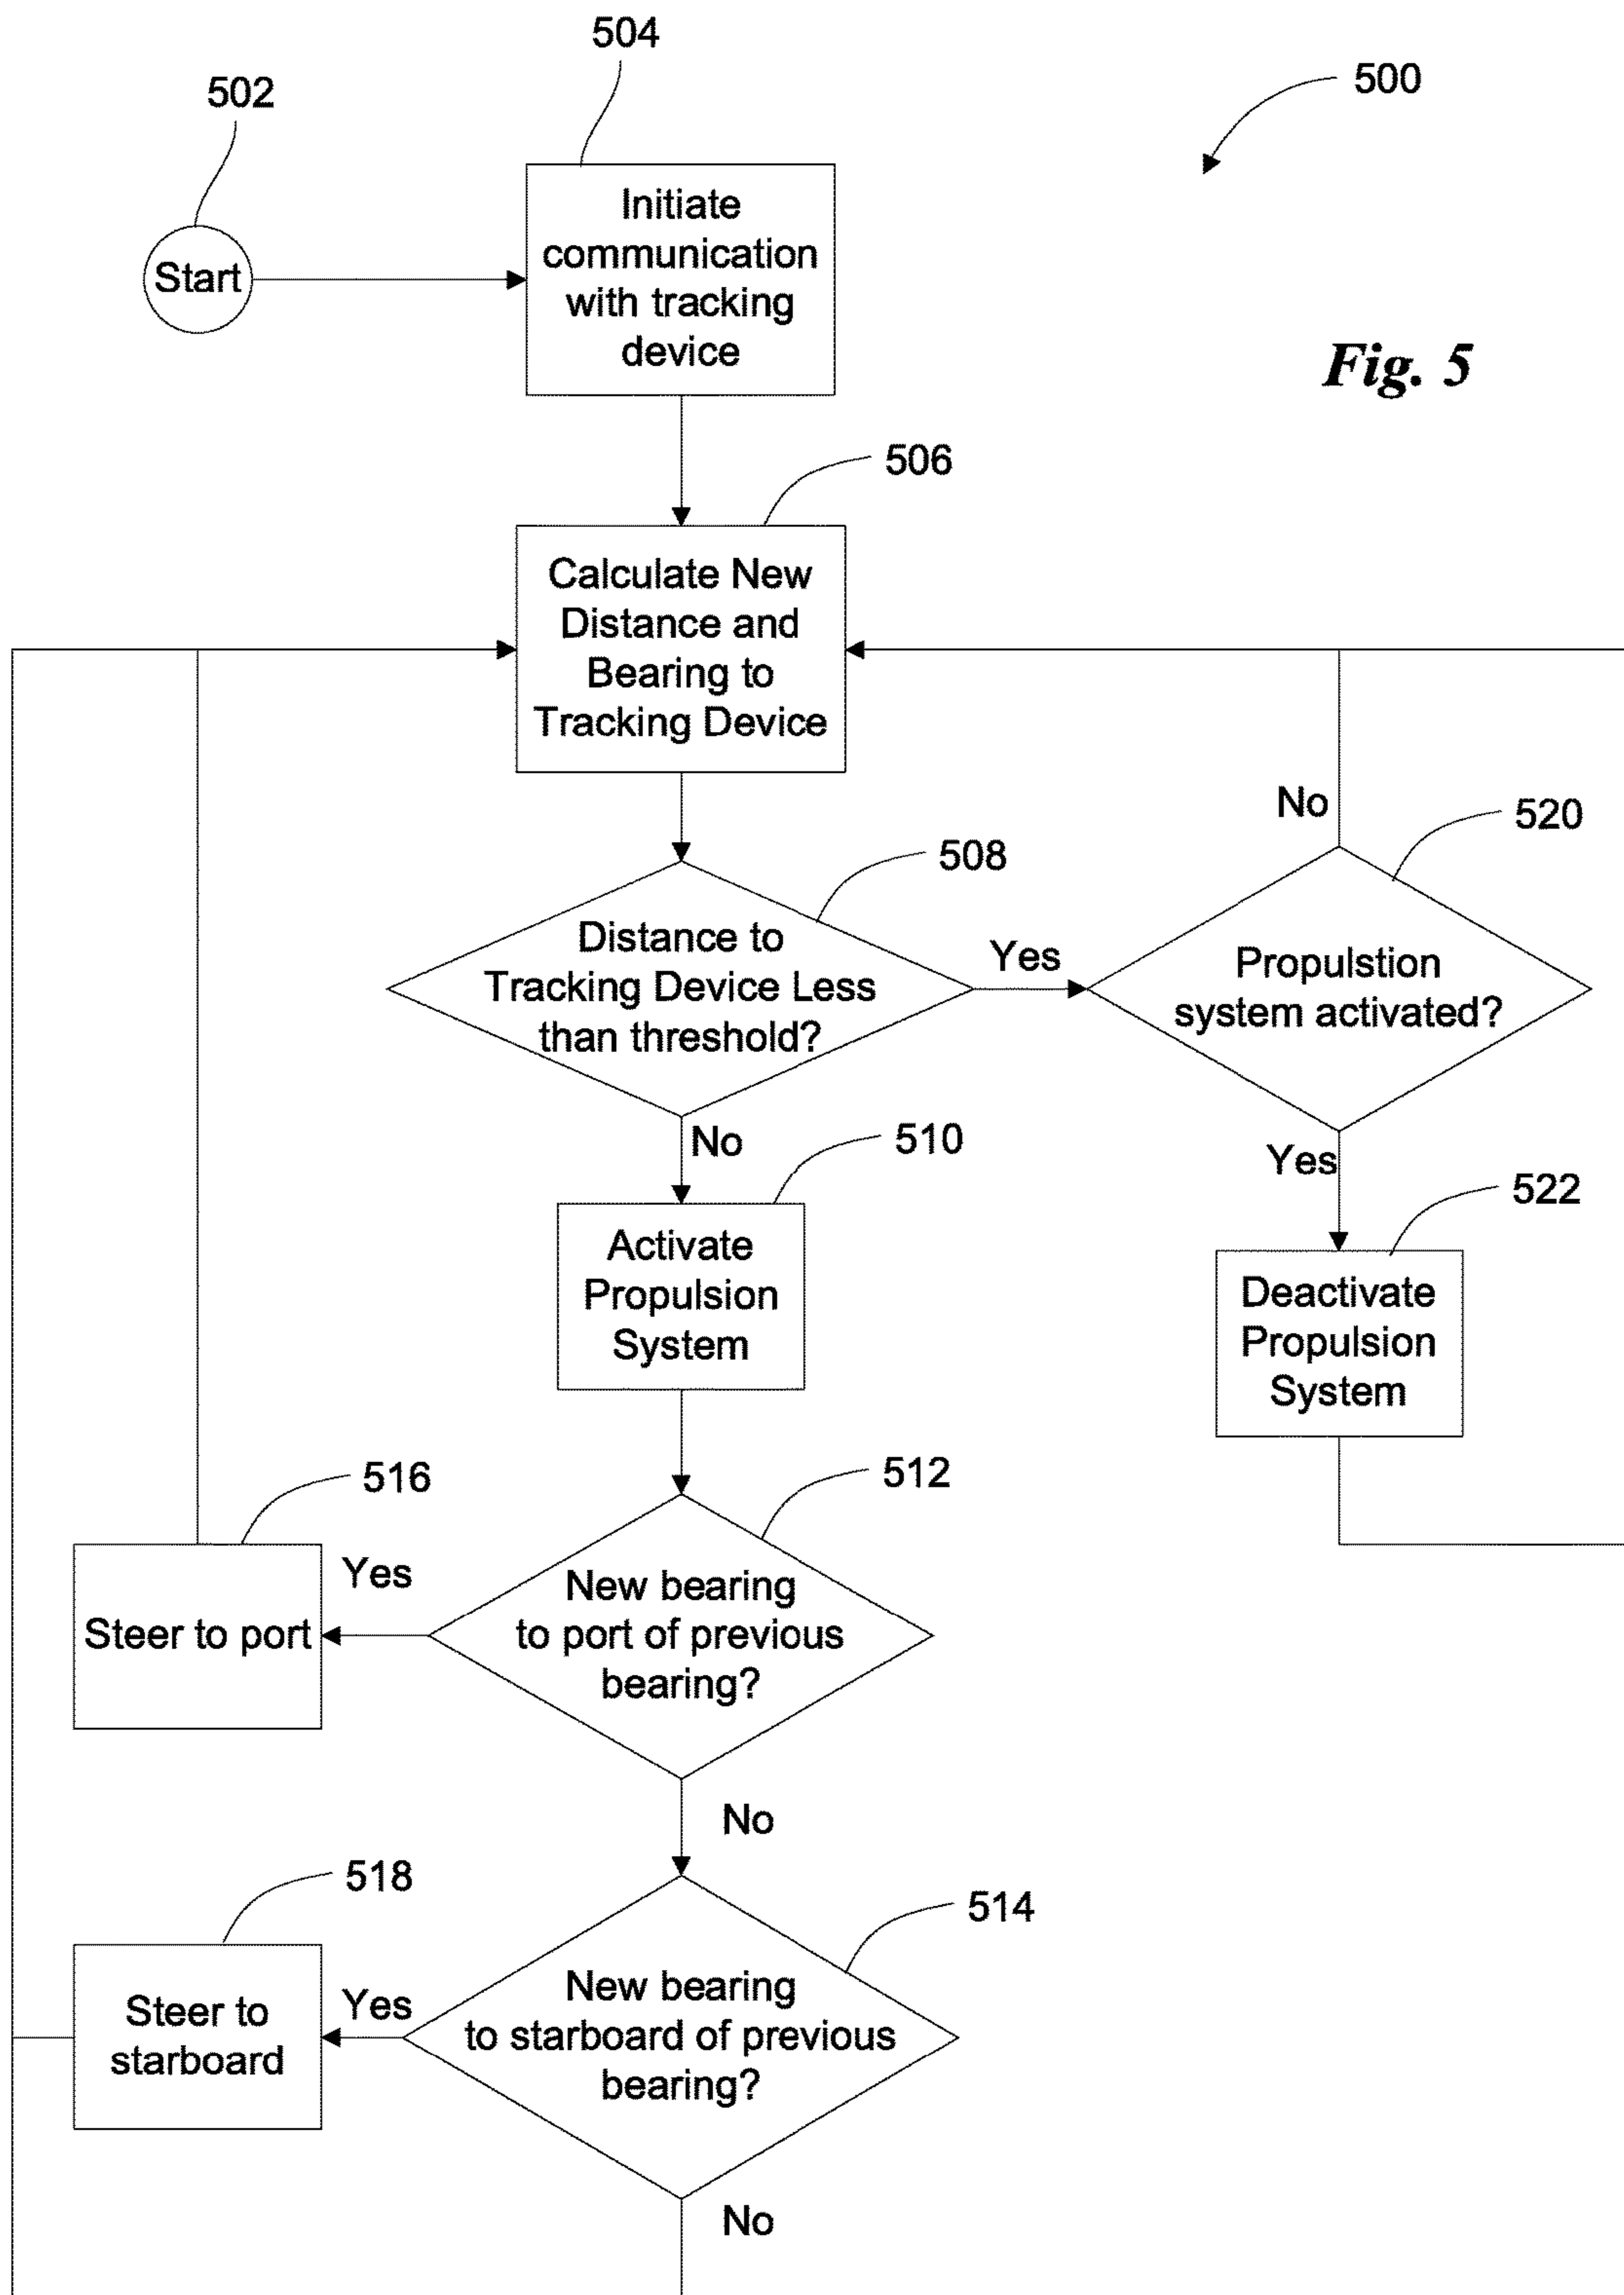 504
500
502
Initiate
communication
with tracking
device
Start
Fig. 5
506
Calculate New
Distance and
Bearing to
Tracking Device
No
520
508
Distance to
Tracking Device Less
than threshold?
Yes
Propulstion
system activated?
No
510
Yes
522
Activate
Propulsion
System
Deactivate
Propulsion
System
516
512
Yes
New bearing
to port of previous
bearing?
Steer to port
No
518
514
New bearing
to starboard of previous
bearing?
Yes
Steer to
starboard
No